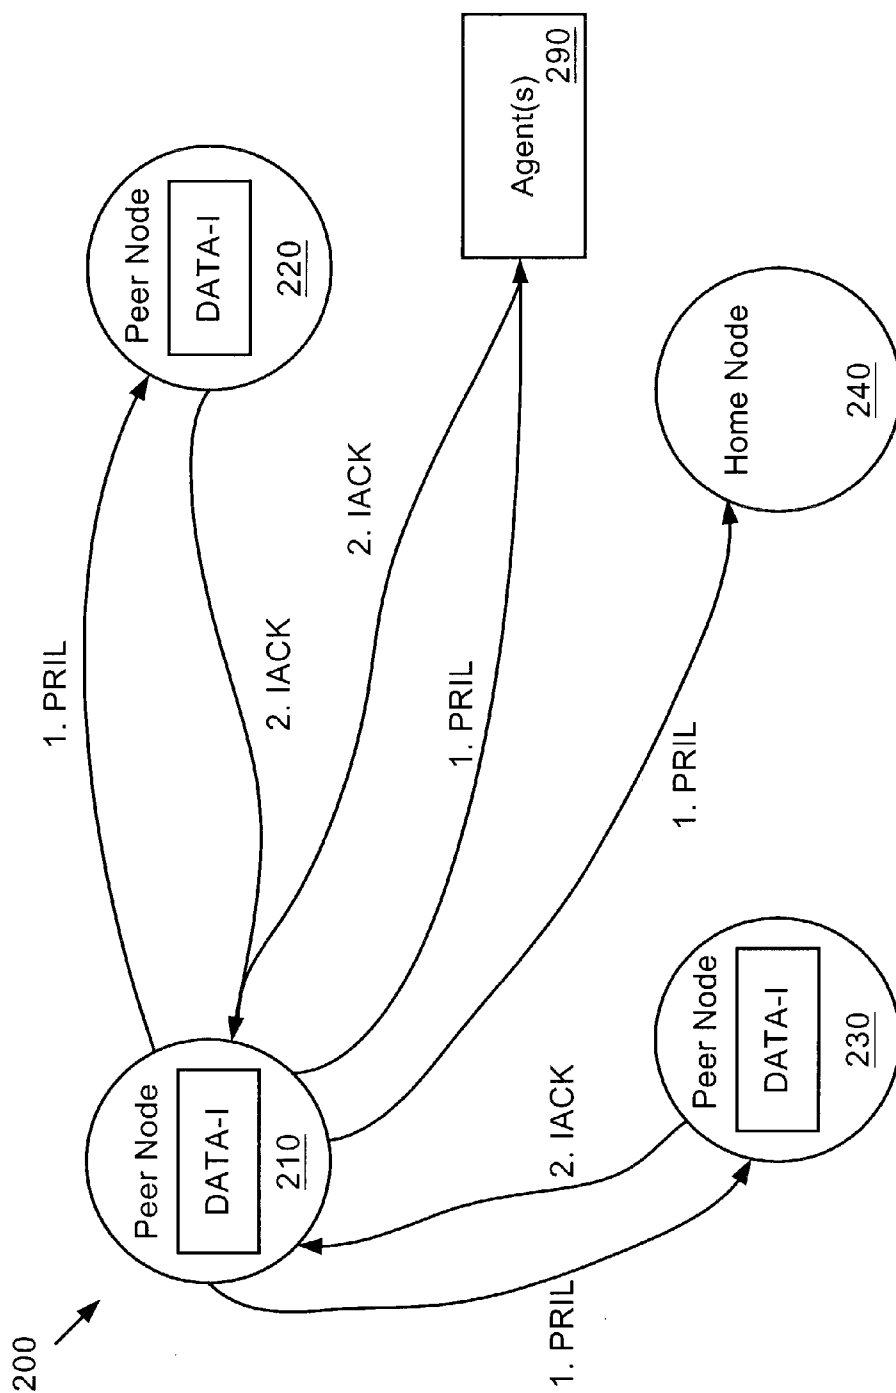 200
Peer Node
DATA-I
210
1. PRIL
Peer Node
DATA-I
220
2. IACK
2. IACK
1. PRIL
Agent(s)
290
1. PRIL
Home Node
240
2. IACK
1. PRIL
Peer Node
DATA-I
230